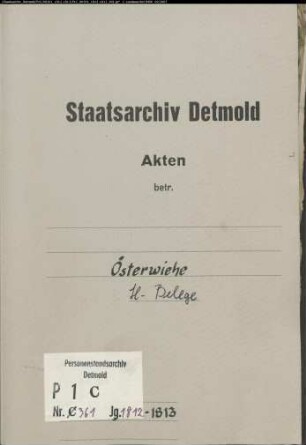 Staatsarchiv Detmold
Akten
betr.
Österwiehe
H- Belege
Personenstandsarchiv
Detmold
P 1 C
Nr. C 361 Jg. 1812-1813